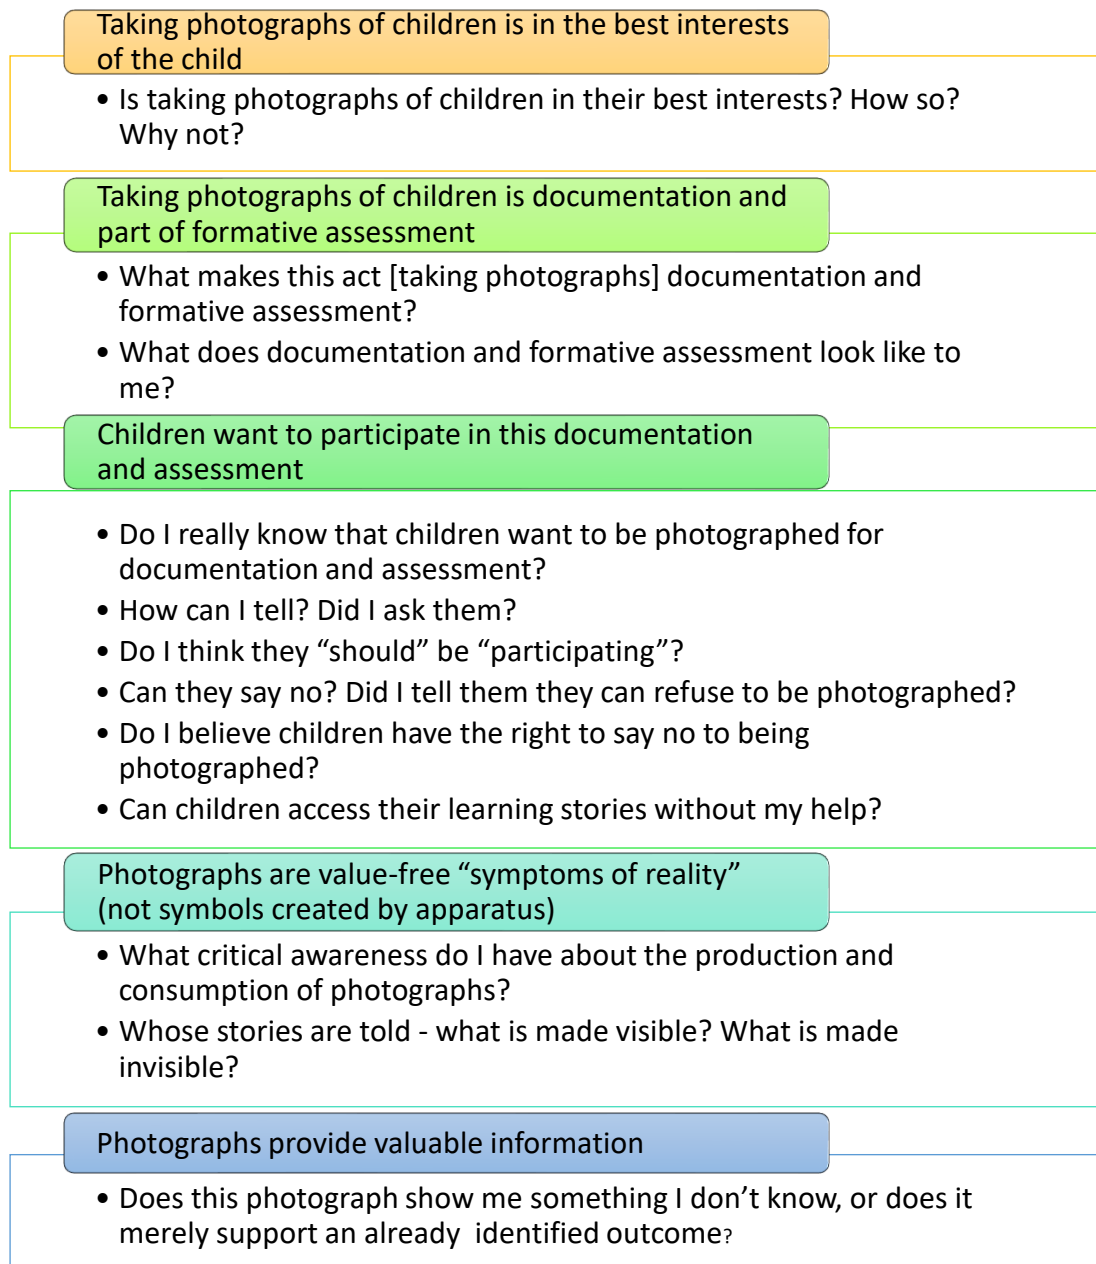 Taking photographs of children is in the best interests
of the child
• Is taking photographs of children in their best interests? How so?
Why not?
Taking photographs of children is documentation and
part of formative assessment
• What makes this act [taking photographs] documentation and
formative assessment?
• What does documentation and formative assessment look like to
me?
Children want to participate in this documentation
and assessment
• Do I really know that children want to be photographed for
documentation and assessment?
• How can I tell? Did I ask them?
• Do I think they “should” be “participating”?
• Can they say no? Did I tell them they can refuse to be photographed?
• Do I believe children have the right to say no to being
photographed?
• Can children access their learning stories without my help?
Photographs are value-free “symptoms of reality”
(not symbols created by apparatus)
• What critical awareness do I have about the production and
consumption of photographs?
• Whose stories are told - what is made visible? What is made
invisible?
Photographs provide valuable information
• Does this photograph show me something I don’t know, or does it
merely support an already identified outcome?